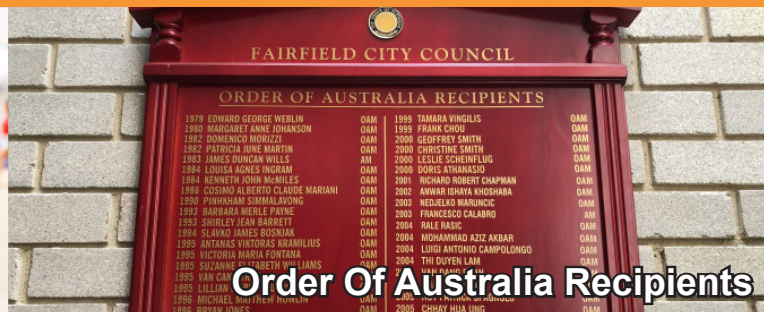 FAIRFIELD CITY COUNCIL
ORDER OF AUSTRALIA RECIPIENTS
1979 EDWARD GEORGE WEBLIN OAM
1980 MARGARET ANNE JOHANSON OAM
1982 DOMENICO MORIZZI OAM
1982 PATRICIA JUNE MARTIN OAM
1983 JAMES DUNCAN WILLS AM
1984 LOUISA AGNES INGRAM OAM
1984 KENNETH JOHN McMILES OAM
1986 COSIMO ALBERTO CLAUDE MARIANI OAM
1990 PINHKHAM SIMMALAVONG OAM
1993 BARBARA MERLE PAYNE OAM
1993 SHIRLEY JEAN BARRETT OAM
1994 SLAVKO JAMES BOSNJAK OAM
1995 ANTANAS VIKTORAS KRAMILIUS OAM
1995 VICTORIA MARIA FONTANA OAM
1995 SUZANNE ELIZABETH WILLIAMS OAM
1995 VAN
1995 LILLIAN
1996 MICHAEL MATTHEW HOWLIN OAM
1996 BRYAN JONES OAM
1999 TAMARA VINGILIS OAM
1999 FRANK CHOU OAM
2000 GEOFFREY SMITH OAM
2000 CHRISTINE SMITH OAM
2000 LESLIE SCHEINFLUG OAM
2000 DORIS ATHANASIO OAM
2001 RICHARD ROBERT CHAPMAN OAM
2002 ANWAR ISHAYA KHOSHABA OAM
2003 NEDJELKO MARUNCIC OAM
2003 FRANCESCO CALABRO AM
2004 RALE RASIC OAM
2004 MOHAMMAD AZIZ AKBAR OAM
2004 LUIGI ANTONIO CAMPOLONGO OAM
2004 THI DUYEN LAM OAM
2005 CHHAY HUA UNG OAM
Order Of Australia Recipients